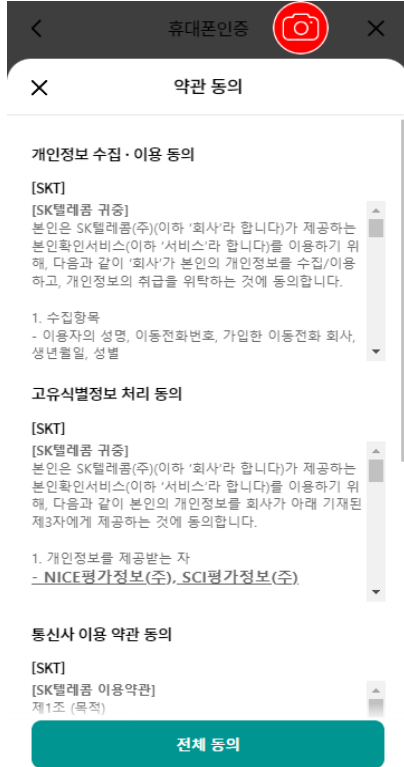 휴대폰인증
약관 동의
개인정보 수집·이용 동의
[SKT]
[SK텔레콤 귀중]
본인은 SK텔레콤(주)(이하 '회사'라 합니다)가 제공하는
본인확인서비스(이하 '서비스'라 합니다)를 이용하기 위
해, 다음과 같이 '회사'가 본인의 개인정보를 수집/이용
하고, 개인정보의 취급을 위탁하는 것에 동의합니다.
1. 수집항목
- 이용자의 성명, 이동전화번호, 가입한 이동전화 회사,
생년월일, 성별
고유식별정보 처리 동의
[SKT]
[SK텔레콤 귀중]
본인은 SK텔레콤(주)(이하 '회사'라 합니다)가 제공하는
본인확인서비스(이하 '서비스'라 합니다)를 이용하기 위
해, 다음과 같이 본인의 개인정보를 회사가 아래 기재된
제3자에게 제공하는 것에 동의합니다.
1. 개인정보를 제공받는 자
- NICE평가정보(주), SCI평가정보(주)
통신사 이용 약관 동의
[SKT]
[SK텔레콤 이용약관]
제1조 (목적)
전체 동의